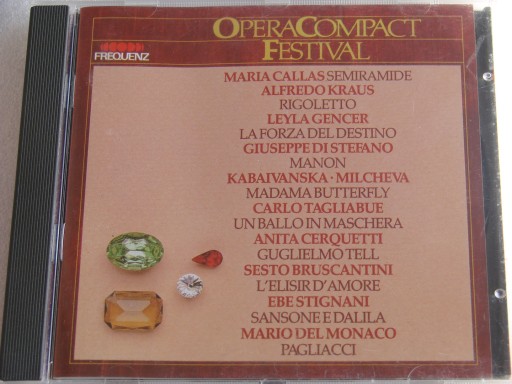 OPERACOMPACT
FESTIVAL
FREQUENZ
MARIA CALLAS SEMIRAMIDE
ALFREDO KRAUS
RIGOLETTO
LEYLA GENCER
LA FORZA DEL DESTINO
GIUSEPPE DI STEFANO
MANON
KABAIVANSKA · MILCHEVA
MADAMA BUTTERFLY
CARLO TAGLIABUE
UN BALLO IN MASCHERA
ANITA CERQUETTI
GUGLIELMO TELL
SESTO BRUSCANTINI
L'ELISIR D'AMORE
EBE STIGNANI
SANSONE E DALILA
MARIO DEL MONACO
PAGLIACCI